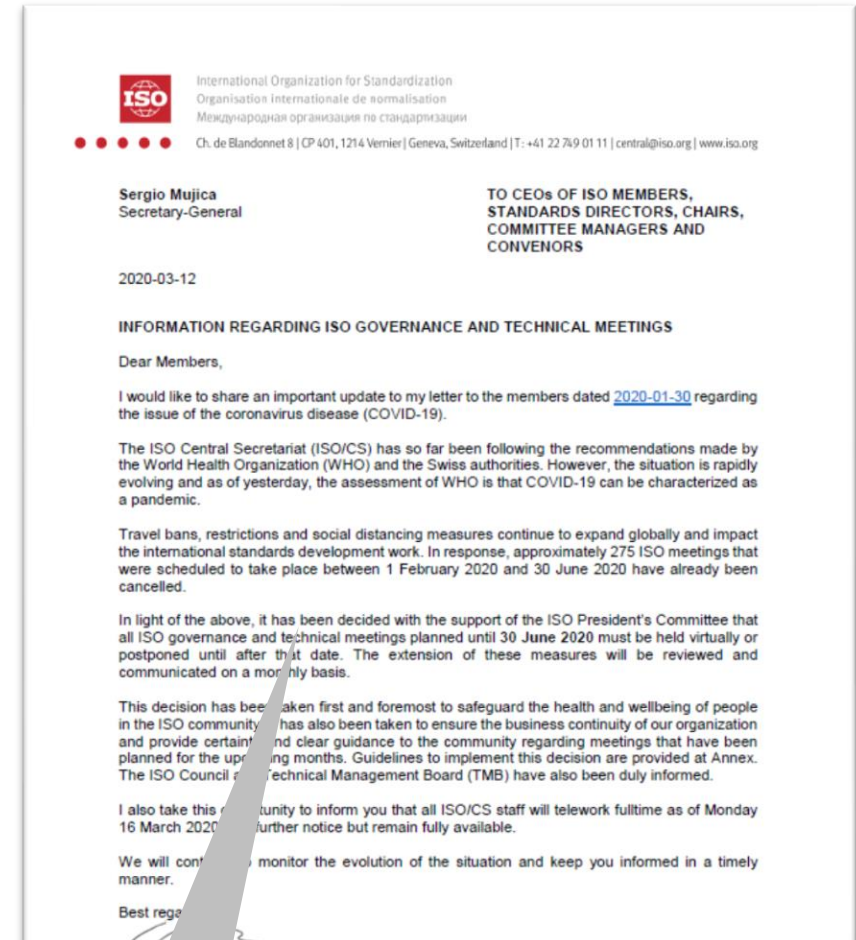 ISO
International Organization for Standardization
Organisation internationale de normalisation
Международная организация по стандартизации
Ch. de Blandonnet 8 | CP 401, 1214 Vernier | Geneva, Switzerland | T: +41 22 749 01 11 | central@iso.org | www.iso.org
Sergio Mujica
Secretary-General
TO CEOs OF ISO MEMBERS,
STANDARDS DIRECTORS, CHAIRS,
COMMITTEE MANAGERS AND
CONVENORS
2020-03-12
INFORMATION REGARDING ISO GOVERNANCE AND TECHNICAL MEETINGS
Dear Members,
I would like to share an important update to my letter to the members dated 2020-01-30 regarding
the issue of the coronavirus disease (COVID-19).
The ISO Central Secretariat (ISO/CS) has so far been following the recommendations made by
the World Health Organization (WHO) and the Swiss authorities. However, the situation is rapidly
evolving and as of yesterday, the assessment of WHO is that COVID-19 can be characterized as
a pandemic.
Travel bans, restrictions and social distancing measures continue to expand globally and impact
the international standards development work. In response, approximately 275 ISO meetings that
were scheduled to take place between 1 February 2020 and 30 June 2020 have already been
cancelled.
In light of the above, it has been decided with the support of the ISO President's Committee that
all ISO governance and technical meetings planned until 30 June 2020 must be held virtually or
postponed until after that date. The extension of these measures will be reviewed and
communicated on a monthly basis.
This decision has been taken first and foremost to safeguard the health and wellbeing of people
in the ISO community has also been taken to ensure the business continuity of our organization
and provide and clear guidance to the community regarding meetings that have been
planned for the months. Guidelines to implement this decision are provided at Annex.
The ISO Council Technical Management Board (TMB) have also been duly informed.
I also take this to inform you that all ISO/CS staff will telework fulltime as of Monday
16 March 2020 further notice but remain fully available.
We will monitor the evolution of the situation and keep you informed in a timely
manner.
Best